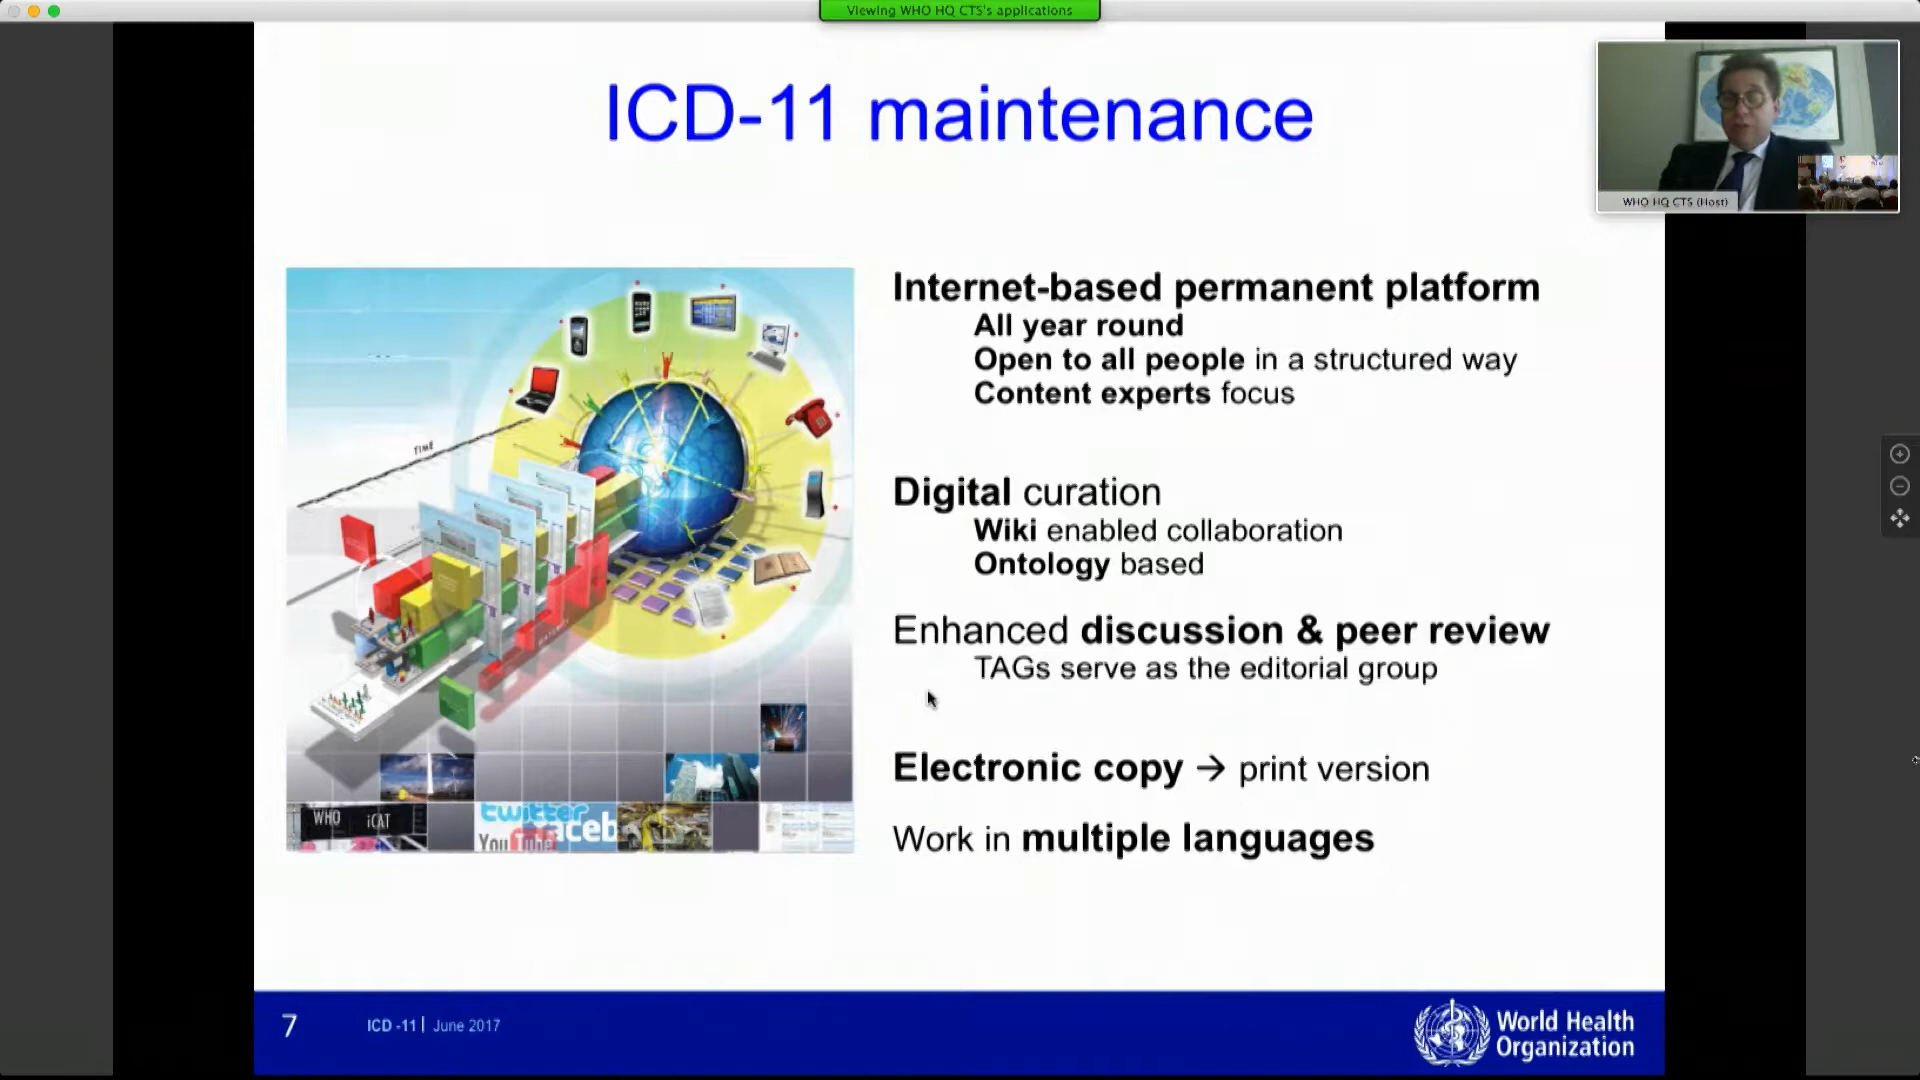 Viewing WHO HQ CTS's applications
ICD-11 maintenance
WHO HQ CTS (Host)
Internet-based permanent platform
All year round
Open to all people in a structured way
Content experts focus
TIME
Digital curation
Wiki enabled collaboration
Ontology based
Enhanced discussion & peer review
TAGs serve as the editorial group
Electronic copy → print version
Work in multiple languages
WHO iCAT
twitter
YouTube
faceb
7
ICD -11 | June 2017
World Health
Organization